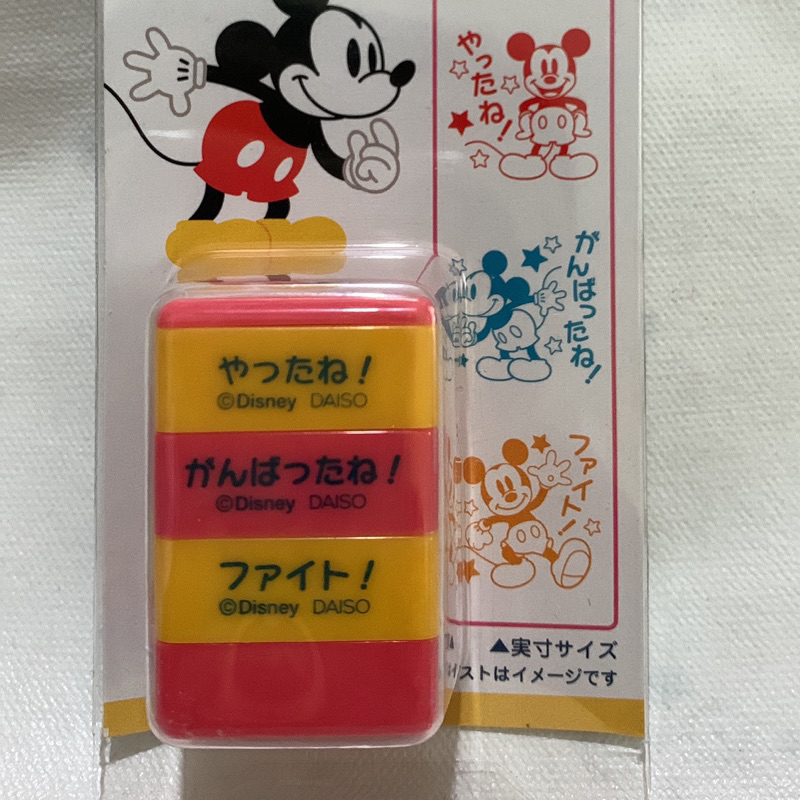 やったね！
がんばったね！
ファイト！
やったね！
©Disney DAISO
がんばったね！
©Disney DAISO
ファイト！
©Disney DAISO
▲実寸サイズ
ストはイメージです